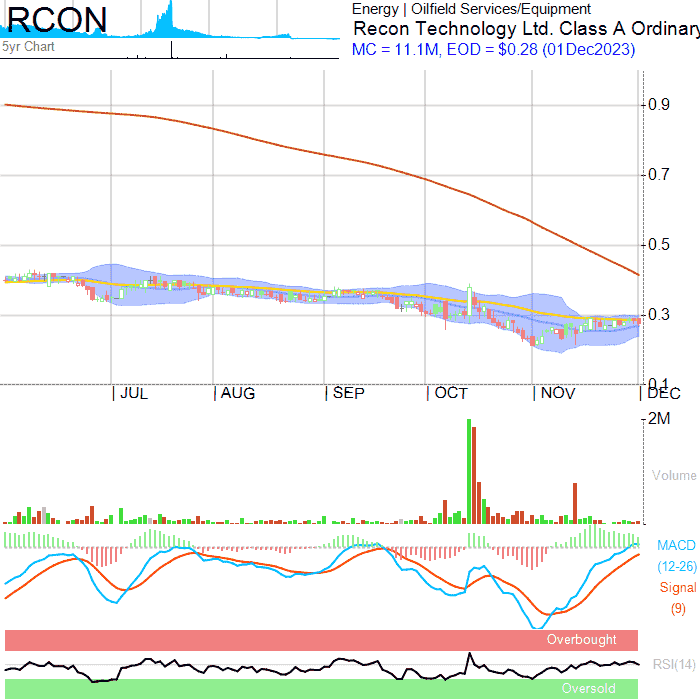 RCON
5yr Chart
Energy | Oilfield Services/Equipment
Recon Technology Ltd. Class A Ordinary
MC = 11.1M, EOD = $0.28 (01Dec2023)
0.9
0.7
0.5
0.3
0.1
JUL AUG SEP OCT NOV DEC
2M
Volume
MACD
(12-26)
Signal
(9)
Overbought
RSI(14)
Oversold